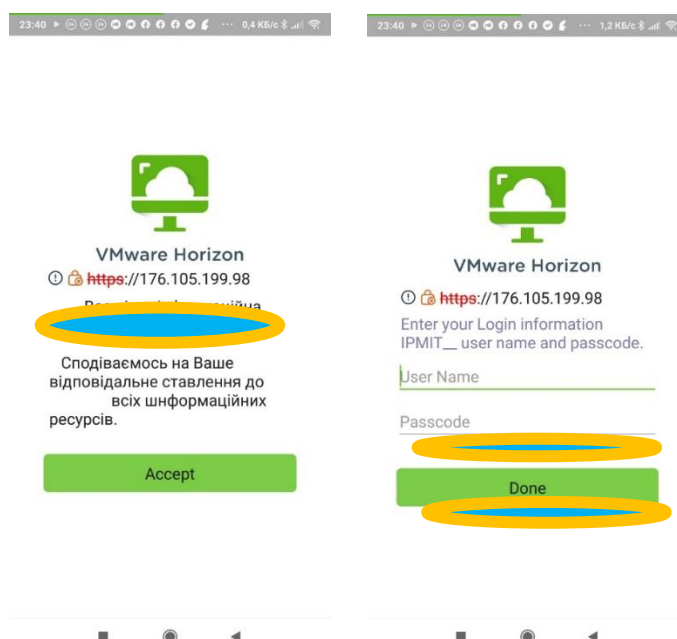 23:40 0,4 КБ/с
VMware Horizon
https://176.105.199.98
Сподіваємось на Ваше
відповідальне ставлення до
всіх шнформаційних
ресурсів.
Accept
23:40 1,2 КБ/с
VMware Horizon
https://176.105.199.98
Enter your Login information
IPMIT__ user name and passcode.
User Name
Passcode
Done